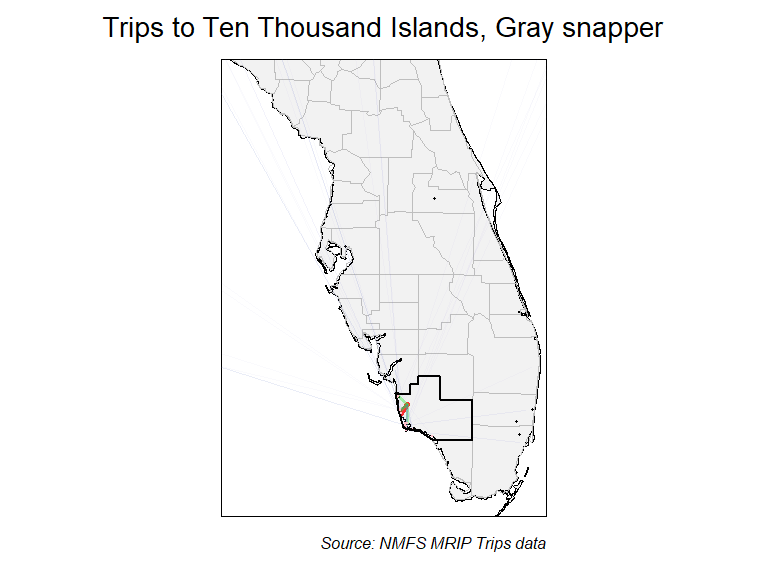 Trips to Ten Thousand Islands, Gray snapper
Source: NMFS MRIP Trips data